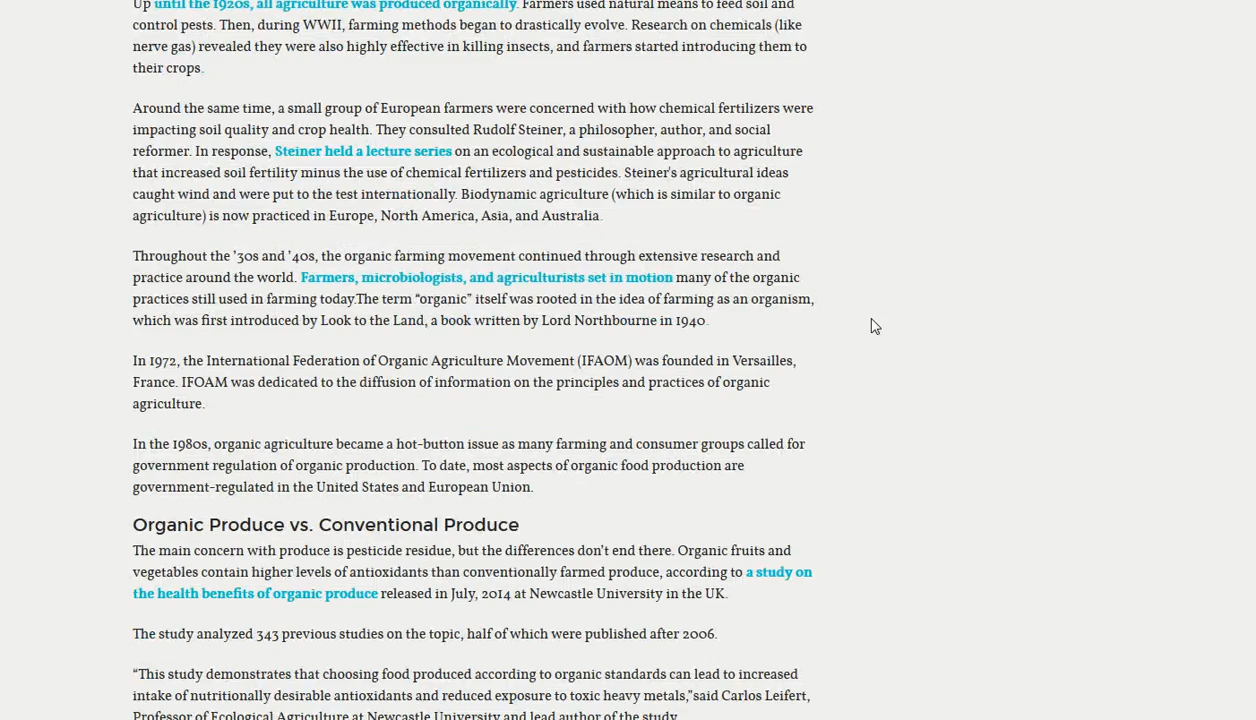 Up until the 1920s, all agriculture was produced organically. Farmers used natural means to feed soil and
control pests. Then, during WWII, farming methods began to drastically evolve. Research on chemicals (like
nerve gas) revealed they were also highly effective in killing insects, and farmers started introducing them to
their crops.
Around the same time, a small group of European farmers were concerned with how chemical fertilizers were
impacting soil quality and crop health. They consulted Rudolf Steiner, a philosopher, author, and social
reformer. In response, Steiner held a lecture series on an ecological and sustainable approach to agriculture
that increased soil fertility minus the use of chemical fertilizers and pesticides. Steiner's agricultural ideas
caught wind and were put to the test internationally. Biodynamic agriculture (which is similar to organic
agriculture) is now practiced in Europe, North America, Asia, and Australia.
Throughout the ’30s and ’40s, the organic farming movement continued through extensive research and
practice around the world. Farmers, microbiologists, and agriculturists set in motion many of the organic
practices still used in farming today.The term “organic” itself was rooted in the idea of farming as an organism,
which was first introduced by Look to the Land, a book written by Lord Northbourne in 1940.
In 1972, the International Federation of Organic Agriculture Movement (IFAOM) was founded in Versailles,
France. IFOAM was dedicated to the diffusion of information on the principles and practices of organic
agriculture.
In the 1980s, organic agriculture became a hot-button issue as many farming and consumer groups called for
government regulation of organic production. To date, most aspects of organic food production are
government-regulated in the United States and European Union.
Organic Produce vs. Conventional Produce
The main concern with produce is pesticide residue, but the differences don’t end there. Organic fruits and
vegetables contain higher levels of antioxidants than conventionally farmed produce, according to a study on
the health benefits of organic produce released in July, 2014 at Newcastle University in the UK.
The study analyzed 343 previous studies on the topic, half of which were published after 2006.
“This study demonstrates that choosing food produced according to organic standards can lead to increased
intake of nutritionally desirable antioxidants and reduced exposure to toxic heavy metals,”said Carlos Leifert,
Professor of Ecological Agriculture at Newcastle University and lead author of the study.